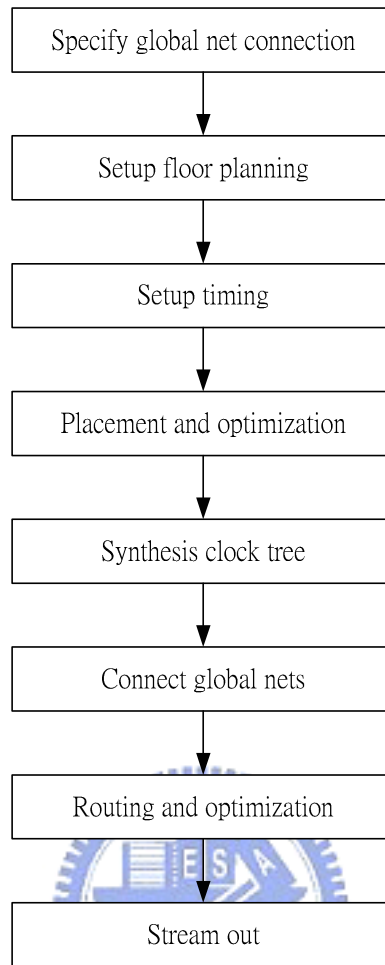 Specify global net connection
Setup floor planning
Setup timing
Placement and optimization
Synthesis clock tree
Connect global nets
Routing and optimization
ESA
Stream out